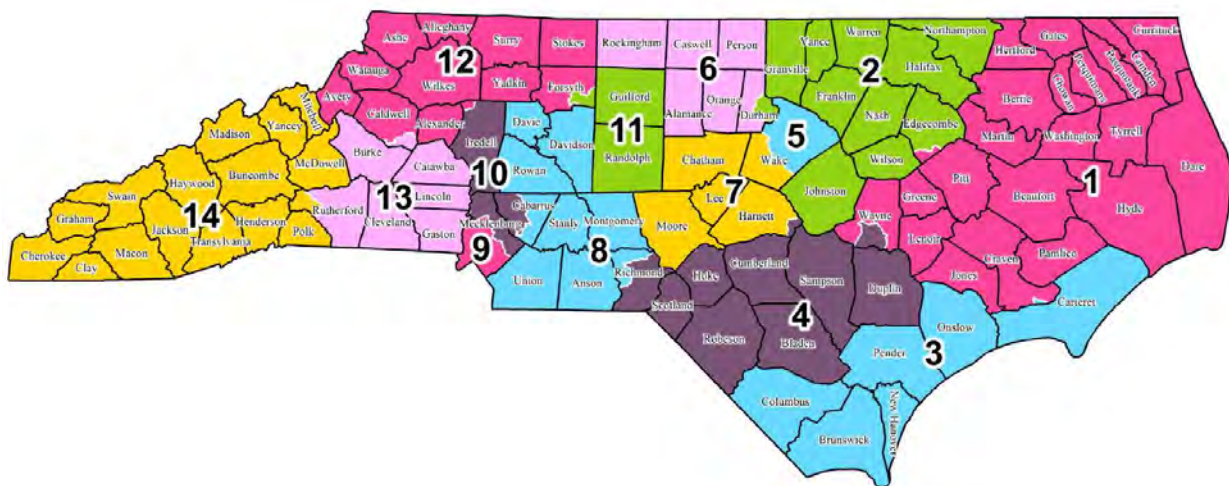 Alleghany
Ashe
Surry
Stokes
Rockingham
Caswell
Person
Vance
Warren
Northampton
Gates
Currituck
Hertford
12
6
Granville
2
Halifax
Camden
Pasquotank
Perquimans
Chowan
Watauga
Wilkes
Yadkin
Forsyth
Guilford
Alamance
Orange
Durham
Franklin
Bertie
Avery
Mitchell
Caldwell
Alexander
Davie
Iredell
11
5
Nash
Edgecombe
Martin
Washington
Tyrrell
Madison
Yancey
Davidson
Randolph
Chatham
Wake
Wilson
Dare
Burke
McDowell
Catawba
10
Rowan
Buncombe
Haywood
Swain
13
Lincoln
7
Lee
Johnston
Greene
Pitt
Beaufort
1
Hyde
Graham
14
Jackson
Henderson
Rutherford
Cleveland
Gaston
Mecklenburg
Cabarrus
Stanly
Montgomery
Moore
Harnett
Wayne
Lenoir
Craven
Pamlico
Cherokee
Clay
Macon
Transylvania
Polk
9
8
Union
Anson
Richmond
Scotland
Hoke
Cumberland
Sampson
Duplin
Jones
Carteret
Robeson
4
Bladen
Onslow
Pender
3
Columbus
Brunswick
New Hanover